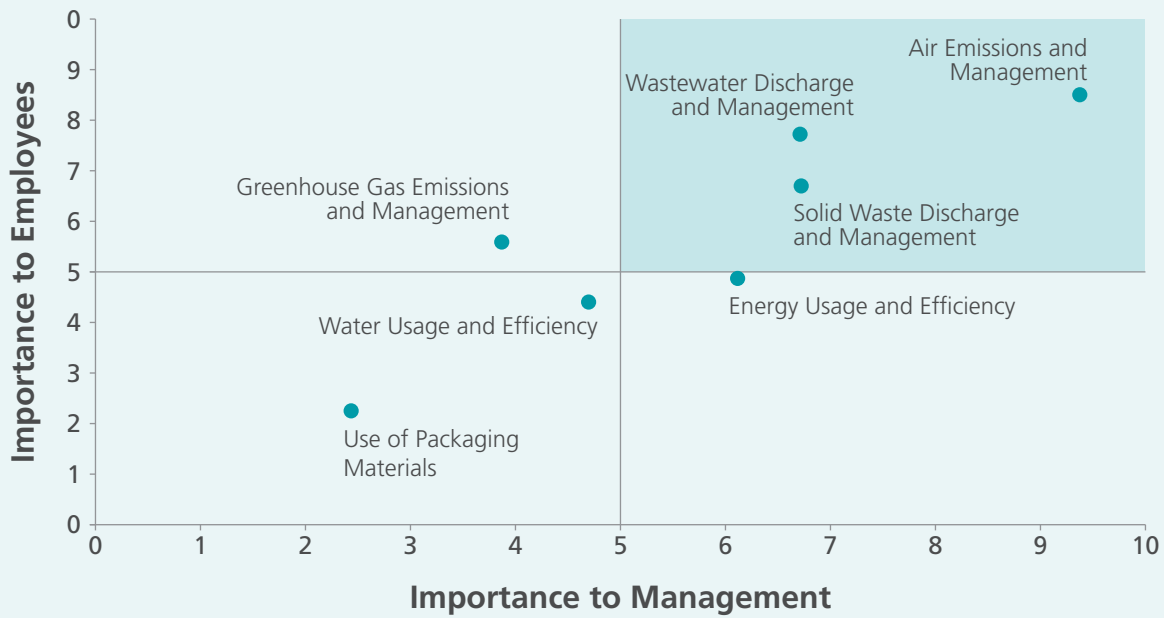 0
9
8
7
6
5
4
3
2
1
0
Importance to Employees
Air Emissions and
Management
Wastewater Discharge
and Management
Greenhouse Gas Emissions
and Management
Solid Waste Discharge
and Management
Energy Usage and Efficiency
Water Usage and Efficiency
Use of Packaging
Materials
0 1 2 3 4 5 6 7 8 9 10
Importance to Management